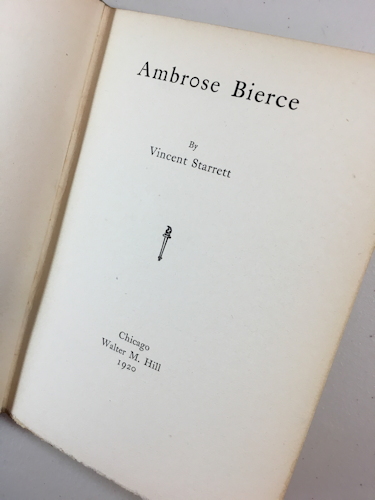 Ambrose Bierce
By
Vincent Starrett
Chicago
Walter M. Hill
1920